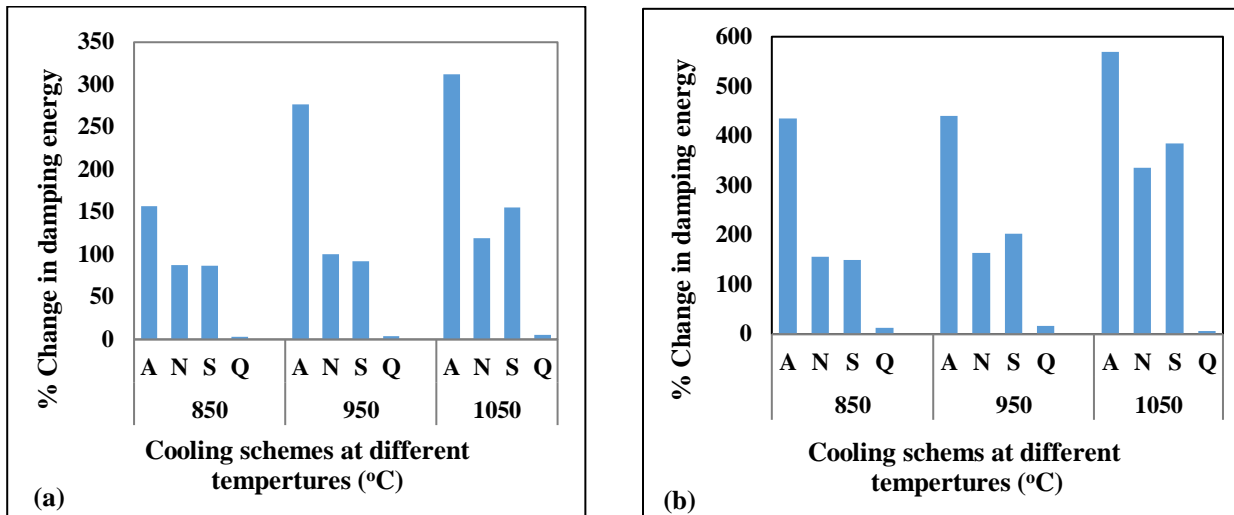 % Change in damping energy
350
300
250
200
150
100
50
0
A N S Q A N S Q A N S Q
850 950 1050
Cooling schemes at different
tempertures (ºC)
(a)
% Change in damping energy
600
500
400
300
200
100
0
A N S Q A N S Q A N S Q
850 950 1050
Cooling schems at different
tempertures (ºC)
(b)